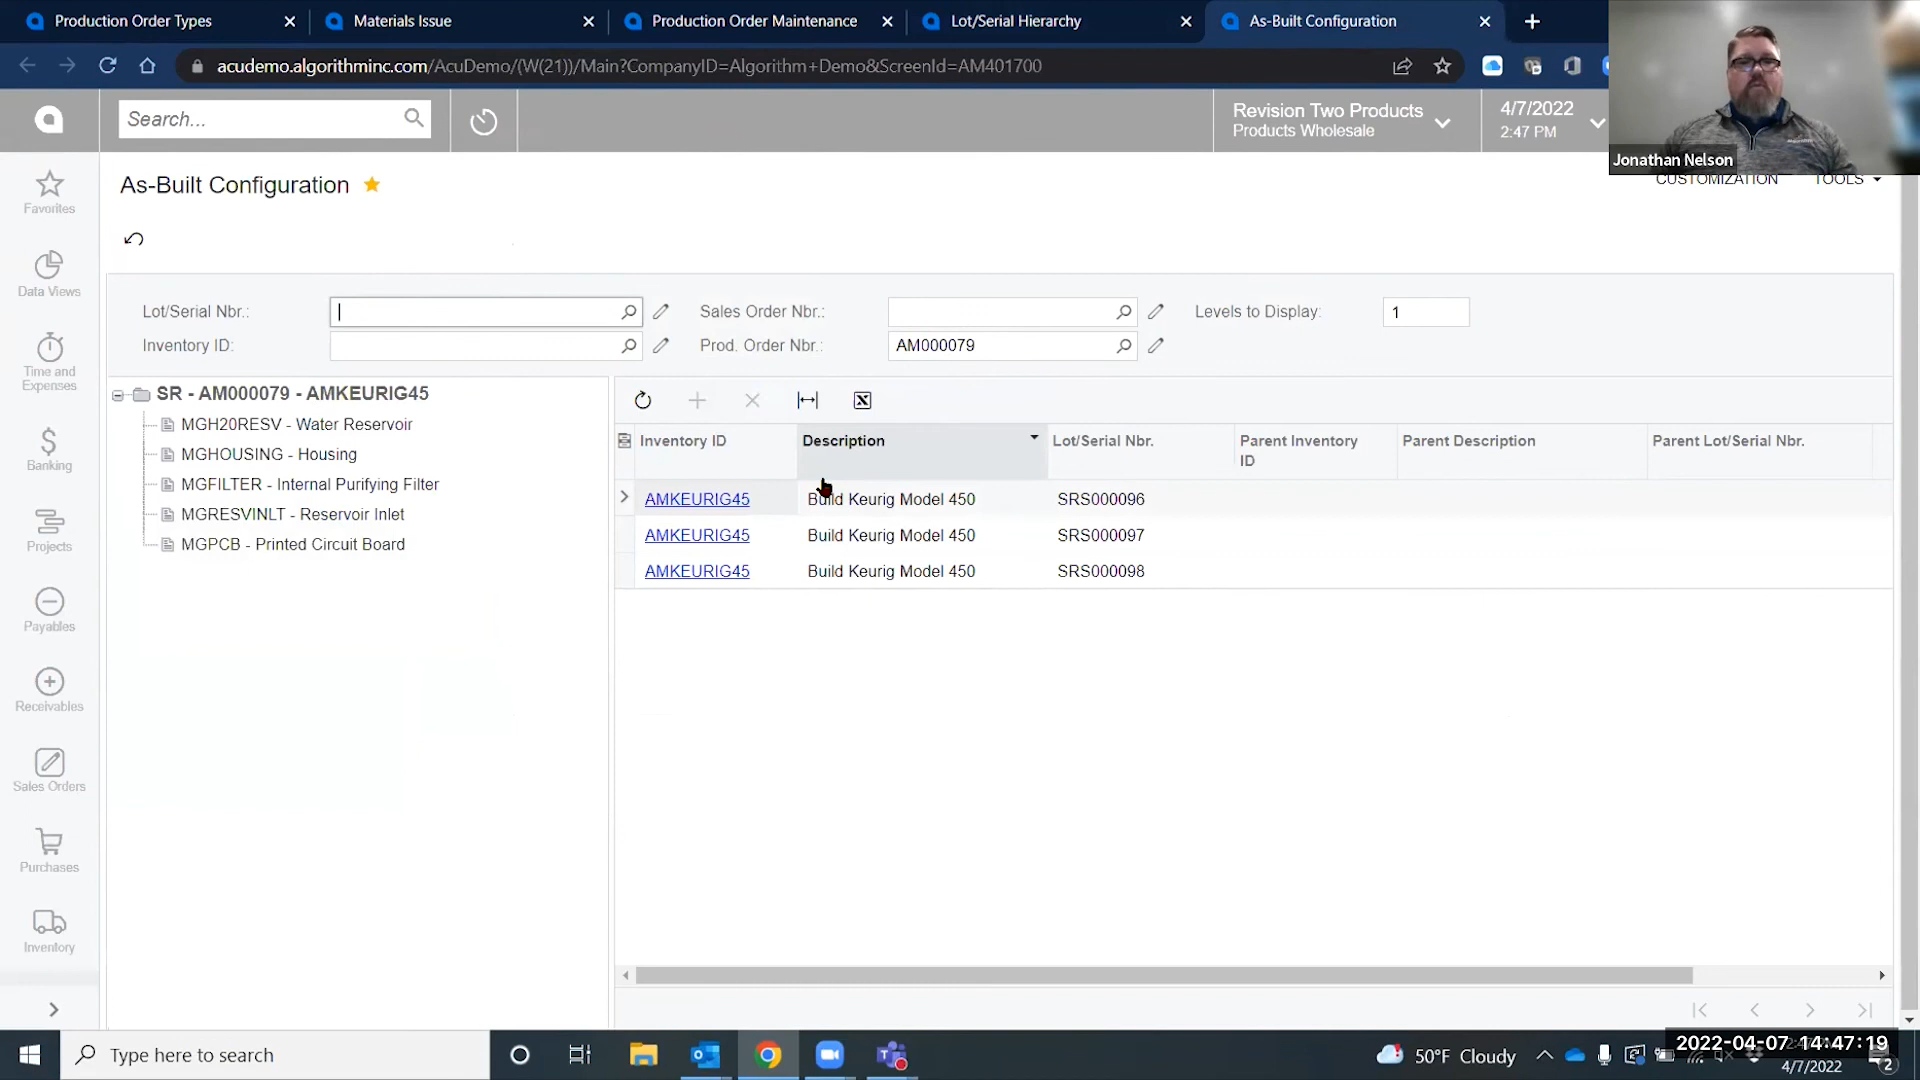 Production Order Types
Materials Issue
Production Order Maintenance
Lot/Serial Hierarchy
As-Built Configuration
acudemo.algorithminc.com/AcuDemo/(W(21))/Main?CompanyID=Algorithm+Demo&ScreenId=AM401700
Search...
Revision Two Products
Products Wholesale
4/7/2022
2:47 PM
Jonathan Nelson
As-Built Configuration
CUSTOMIZATION
TOOLS
Favorites
Data Views
Time and
Expenses
Banking
Projects
Payables
Receivables
Sales Orders
Purchases
Inventory
Lot/Serial Nbr.:
Sales Order Nbr.:
Levels to Display:
1
Inventory ID:
Prod. Order Nbr.:
AM000079
SR - AM000079 - AMKEURIG45
MGH20RESV - Water Reservoir
MGHOUSING - Housing
MGFILTER - Internal Purifying Filter
MGRESVINLT - Reservoir Inlet
MGPCB - Printed Circuit Board
Inventory ID
Description
Lot/Serial Nbr.
Parent Inventory
ID
Parent Description
Parent Lot/Serial Nbr.
AMKEURIG45 Build Keurig Model 450 SRS000096
AMKEURIG45 Build Keurig Model 450 SRS000097
AMKEURIG45 Build Keurig Model 450 SRS000098
Type here to search
50°F Cloudy
2022-04-07 14:47:19
4/7/2022
2